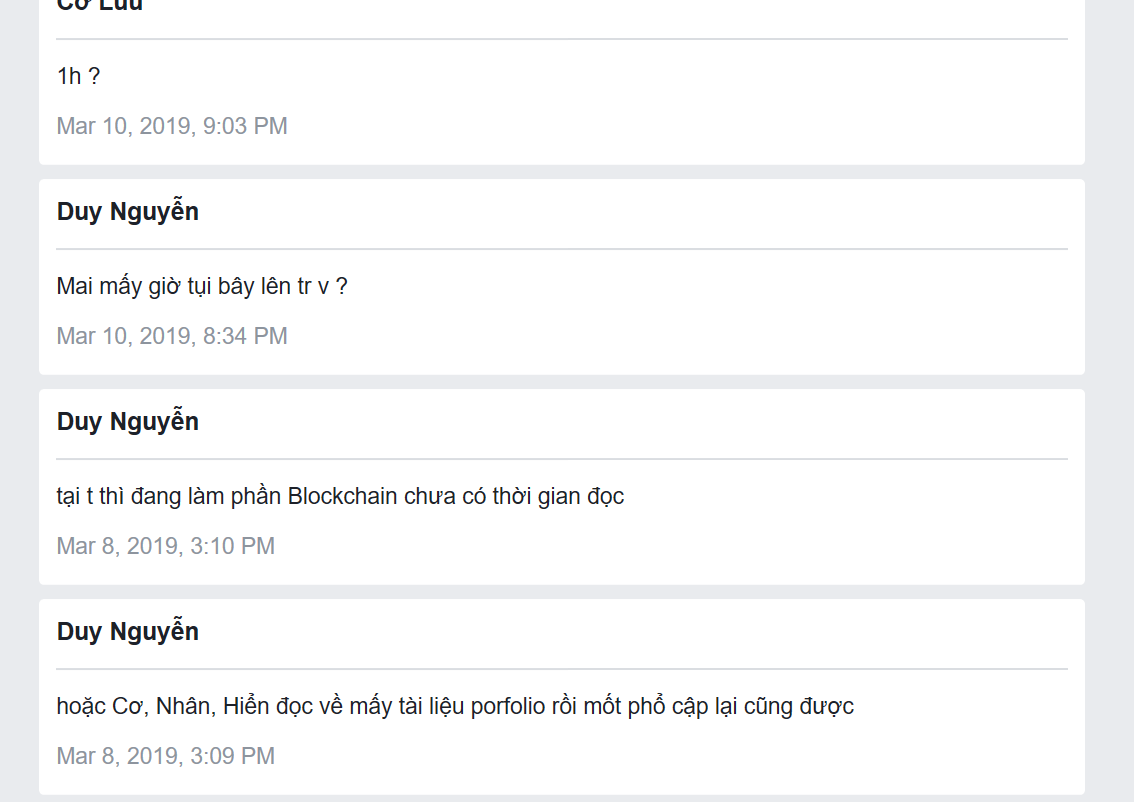 Cơ Lưu
1h ?
Mar 10, 2019, 9:03 PM
Duy Nguyễn
Mai mấy giờ tụi bây lên tr v ?
Mar 10, 2019, 8:34 PM
Duy Nguyễn
tại t thì đang làm phần Blockchain chưa có thời gian đọc
Mar 8, 2019, 3:10 PM
Duy Nguyễn
hoặc Cơ, Nhân, Hiển đọc về mấy tài liệu porfolio rồi mốt phổ cập lại cũng được
Mar 8, 2019, 3:09 PM